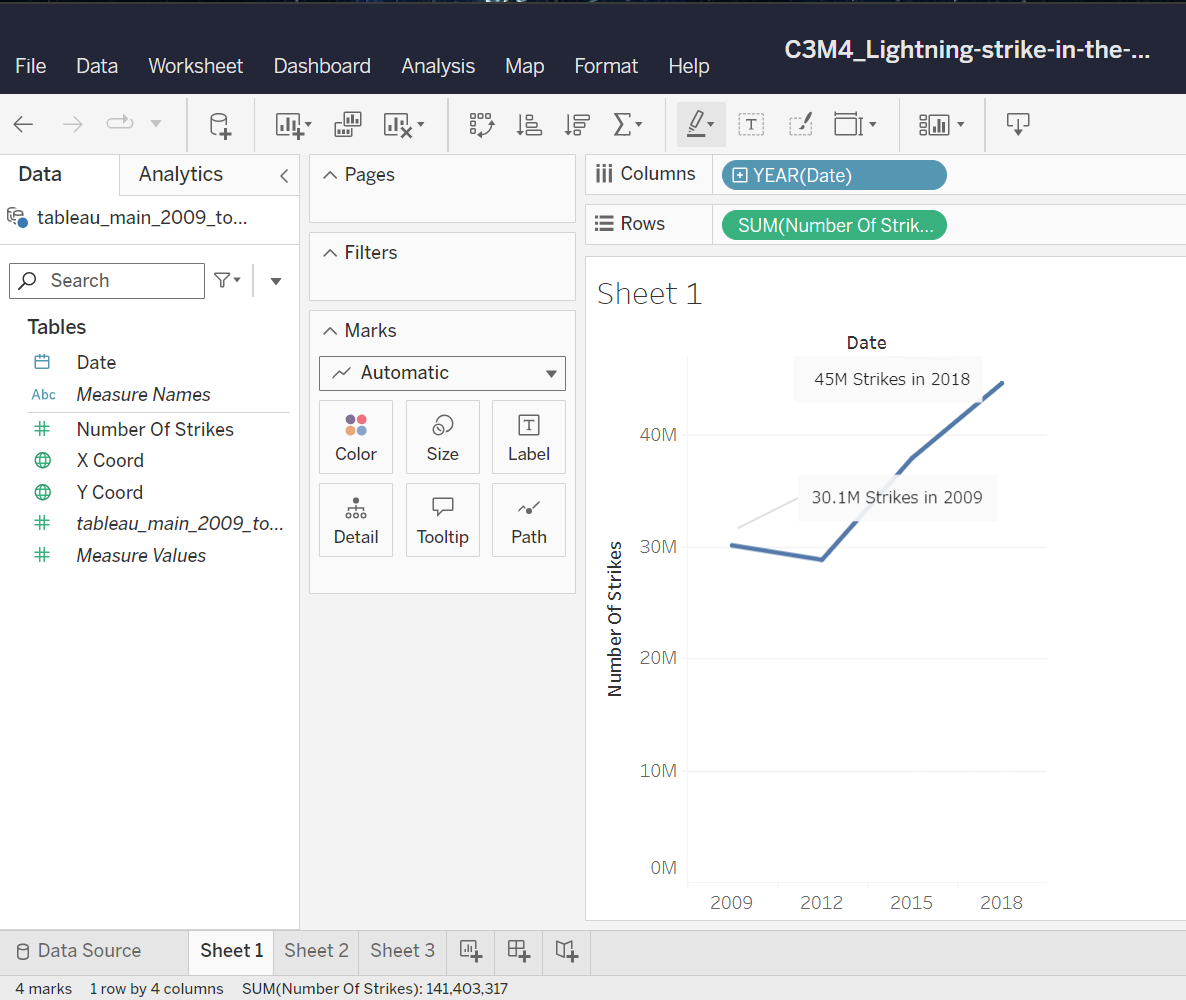 C3M4_Lightning-strike-in-the-...
File Data Worksheet Dashboard Analysis Map Format Help
Data Analytics
tableau_main_2009_to...
Search
Tables
Date
Abc Measure Names
Number Of Strikes
X Coord
Y Coord
tableau_main_2009_to...
Measure Values
Pages
Filters
Marks
Automatic
Color Size Label
Detail Tooltip Path
Columns YEAR(Date)
Rows SUM(Number Of Strik...
Sheet 1
Date
45M Strikes in 2018
30.1M Strikes in 2009
Number Of Strikes
40M
30M
20M
10M
0M
2009 2012 2015 2018
Data Source Sheet 1 Sheet 2 Sheet 3
4 marks 1 row by 4 columns SUM(Number Of Strikes): 141,403,317